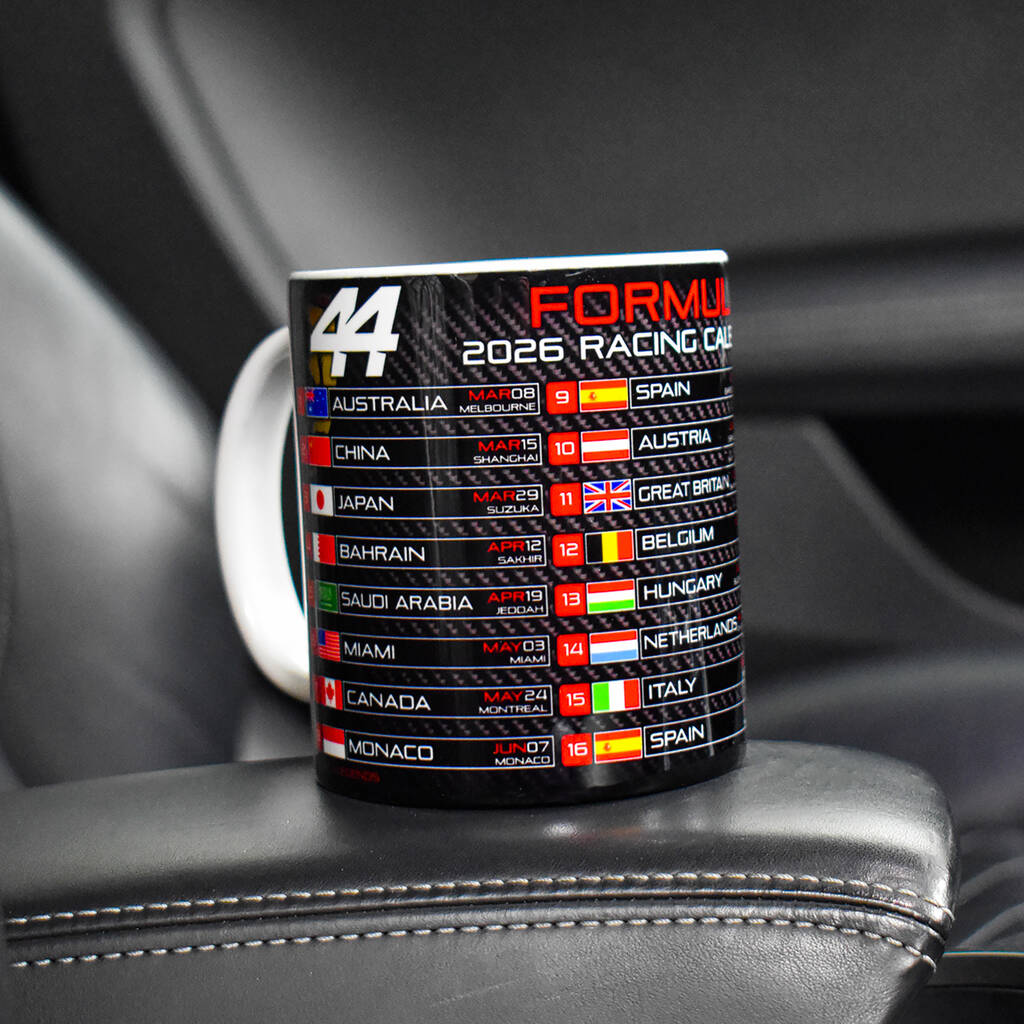 44
FORMUL
2026 RACING CALE
AUSTRALIA MAR08
MELBOURNE
CHINA MAR15
SHANGHAI
JAPAN MAR29
SUZUKA
BAHRAIN APR12
SAKHIR
SAUDI ARABIA APR19
JEDDAH
MIAMI MAY03
MIAMI
CANADA MAY24
MONTREAL
MONACO JUN07
MONACO
LEGENDS
9 SPAIN
10 AUSTRIA
11 GREAT BRITAIN
12 BELGIUM
13 HUNGARY
14 NETHERLANDS
15 ITALY
16 SPAIN